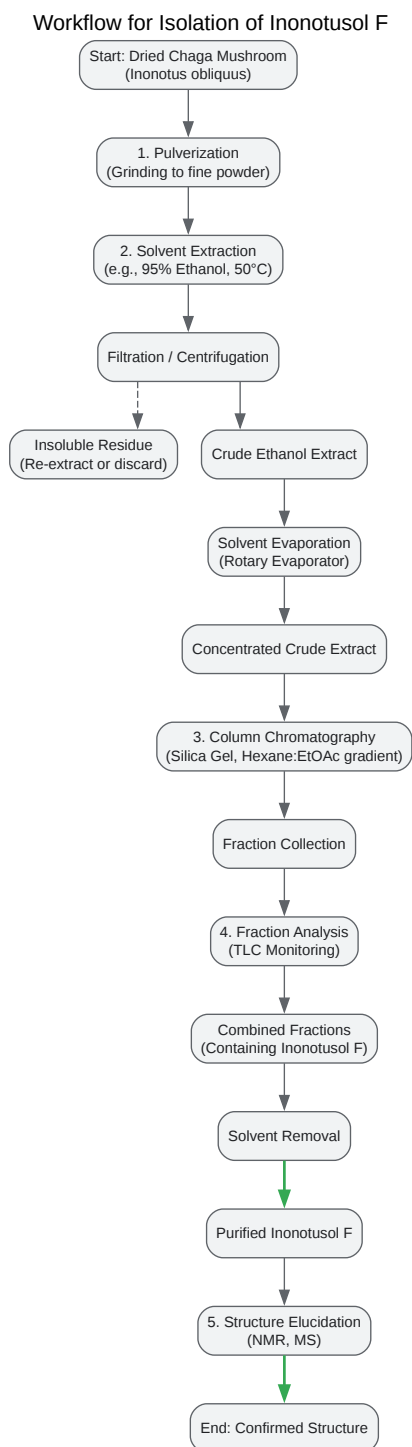 Workflow for Isolation of Inonotusol F
Start: Dried Chaga Mushroom
(Inonotus obliquus)
1. Pulverization
(Grinding to fine powder)
2. Solvent Extraction
(e.g., 95% Ethanol, 50°C)
Filtration / Centrifugation
Insoluble Residue
(Re-extract or discard)
Crude Ethanol Extract
Solvent Evaporation
(Rotary Evaporator)
Concentrated Crude Extract
3. Column Chromatography
(Silica Gel, Hexane:EtOAc gradient)
Fraction Collection
4. Fraction Analysis
(TLC Monitoring)
Combined Fractions
(Containing Inonotusol F)
Solvent Removal
Purified Inonotusol F
5. Structure Elucidation
(NMR, MS)
End: Confirmed Structure